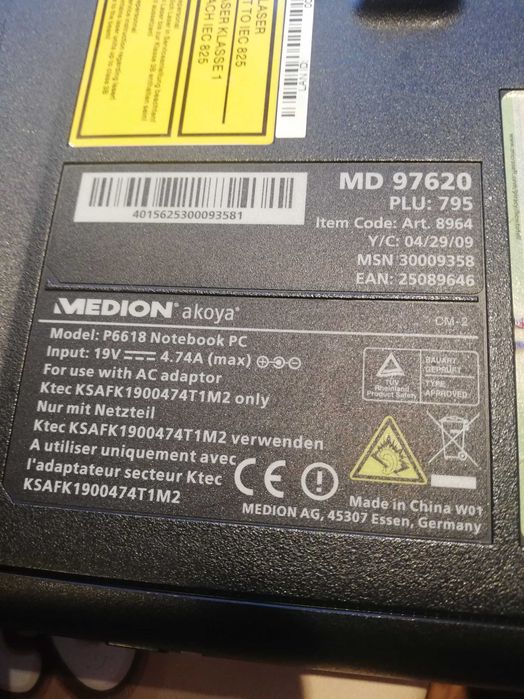 LASER
T TO IEC 825
ASER KLASSE 1
ACH IEC 825
LAN ID:
MD 97620
PLU: 795
Item Code: Art. 8964
Y/C: 04/29/09
MSN 30009358
EAN: 25089646
4015625300093581
MEDION® akoya®
CM-2
Model: P6618 Notebook PC
Input: 19V 4.74A (max)
For use with AC adaptor
Ktec KSAFK1900474T1M2 only
Nur mit Netzteil
Ktec KSAFK1900474T1M2 verwenden
A utiliser uniquement avec
l'adaptateur secteur Ktec
KSAFK1900474T1M2
TÜV
Rheinland
Product Safety
BAUART
GEPRÜFT
TYPE
APPROVED
CE
Made in China W01
MEDION AG, 45307 Essen, Germany